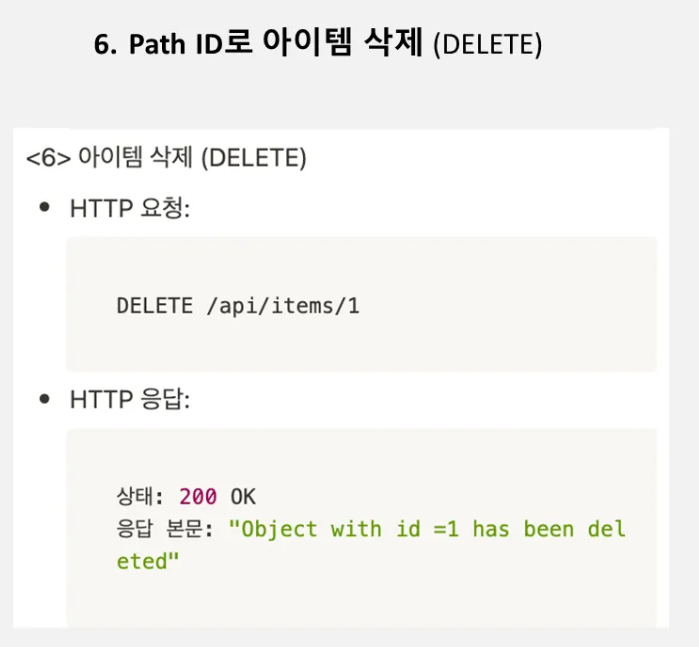 6. Path ID로 아이템 삭제 (DELETE)
<6> 아이템 삭제 (DELETE)
• HTTP 요청:
DELETE /api/items/1
• HTTP 응답:
상태: 200 OK
응답 본문: "Object with id =1 has been del
eted"